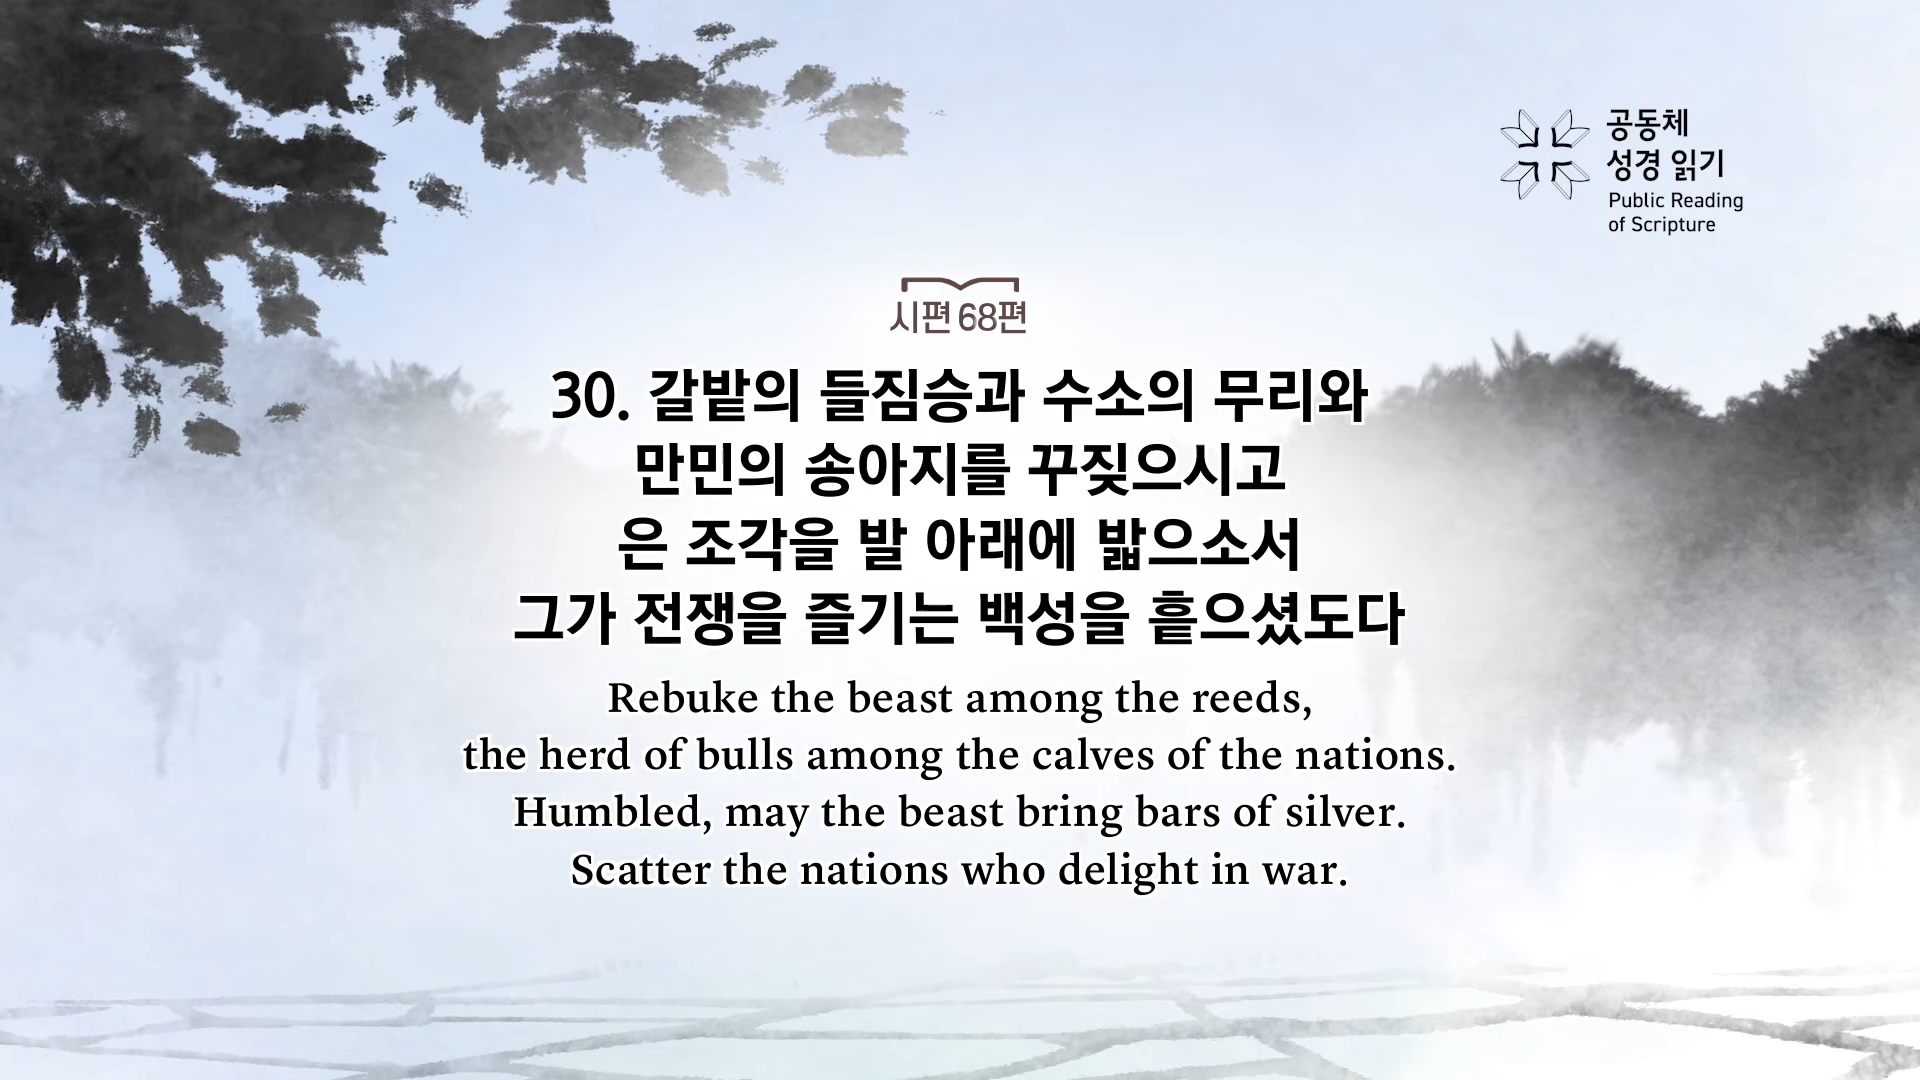 공동체
성경 읽기
Public Reading
of Scripture
시편 68편
30. 갈밭의 들짐승과 수소의 무리와
만민의 송아지를 꾸짖으시고
은 조각을 발 아래에 밟으소서
그가 전쟁을 즐기는 백성을 흩으셨도다
Rebuke the beast among the reeds,
the herd of bulls among the calves of the nations.
Humbled, may the beast bring bars of silver.
Scatter the nations who delight in war.